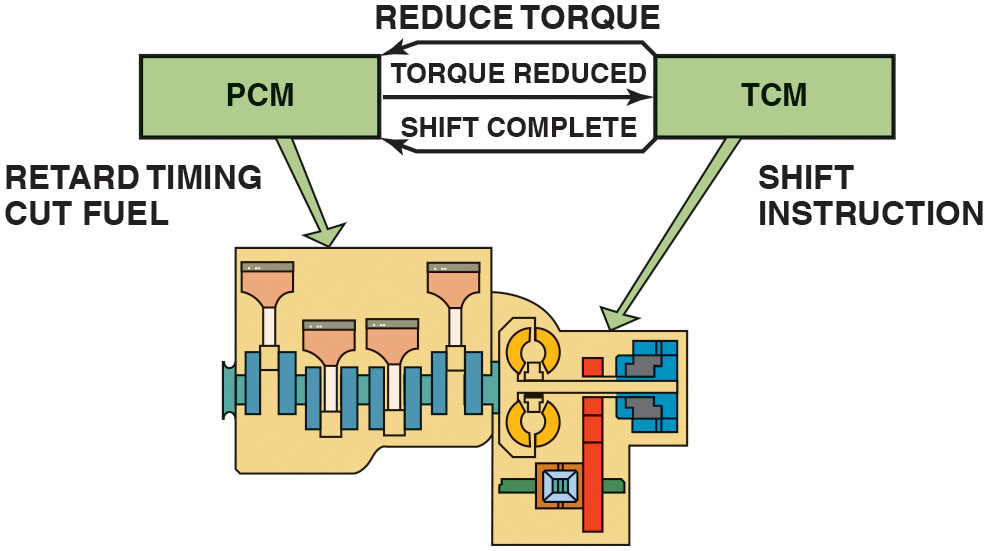 REDUCE TORQUE
PCM
TORQUE REDUCED
TCM
SHIFT COMPLETE
RETARD TIMING
CUT FUEL
SHIFT
INSTRUCTION